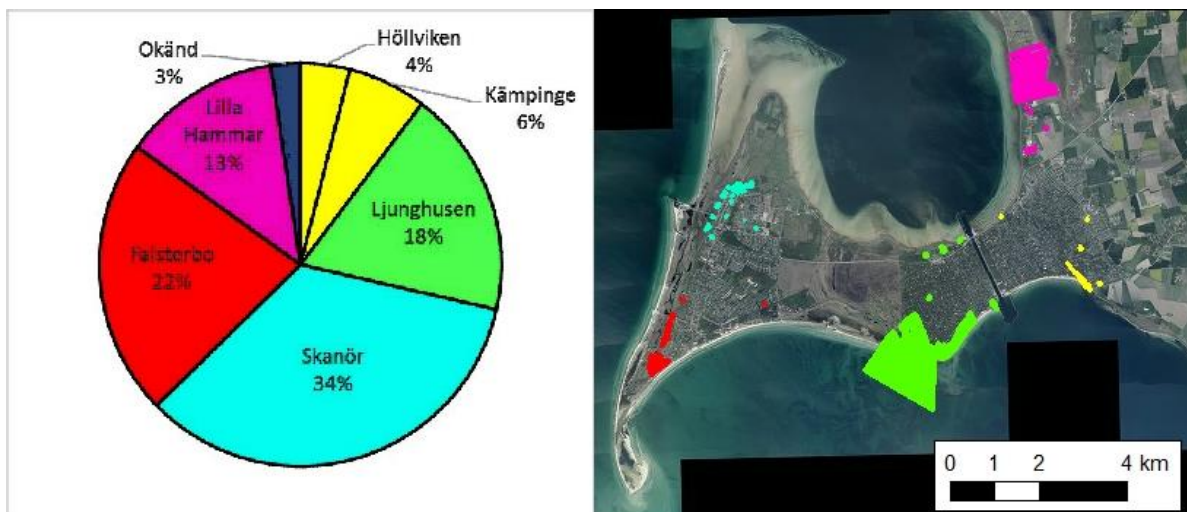 Okänd
3%
Höllviken
4%
Kämpinge
6%
Lilla
Hammar
13%
Ljunghusen
18%
Falsterbo
22%
Skanör
34%
0 1 2 4 km